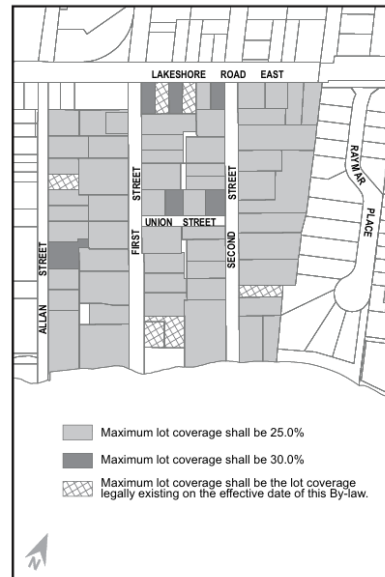 LAKESHORE ROAD EAST
RAYMAR PLACE
FIRST STREET
SECOND STREET
UNION STREET
ALLAN STREET
Maximum lot coverage shall be 25.0%
Maximum lot coverage shall be 30.0%
Maximum lot coverage shall be the lot coverage
legally existing on the effective date of this By-law.
N